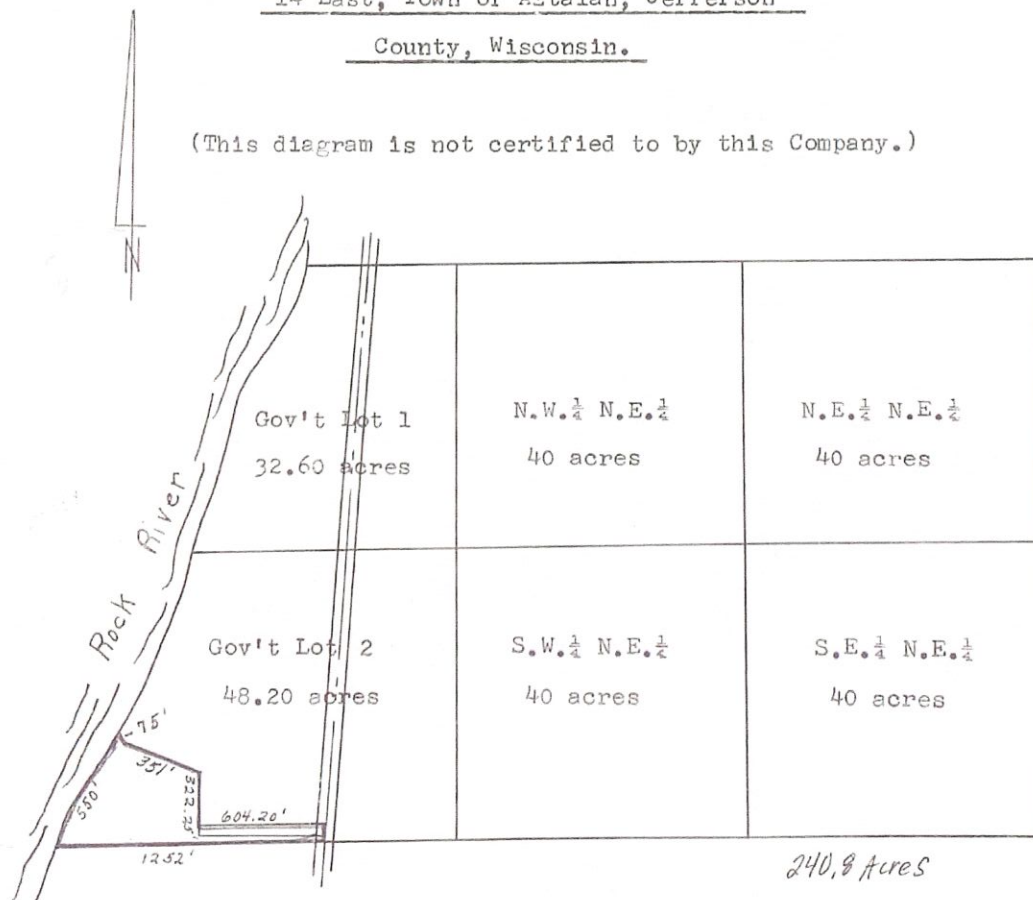 County, Wisconsin.
(This diagram is not certified to by this Company.)
N
Gov't Lot 1
32.60 acres
N.W.¼ N.E.¼
40 acres
N.E.¼ N.E.¼
40 acres
Rock River
Gov't Lot 2
48.20 acres
S.W.¼ N.E.¼
40 acres
S.E.¼ N.E.¼
40 acres
75'
351'
550'
322.25'
604.20'
1252'
240.8 Acres